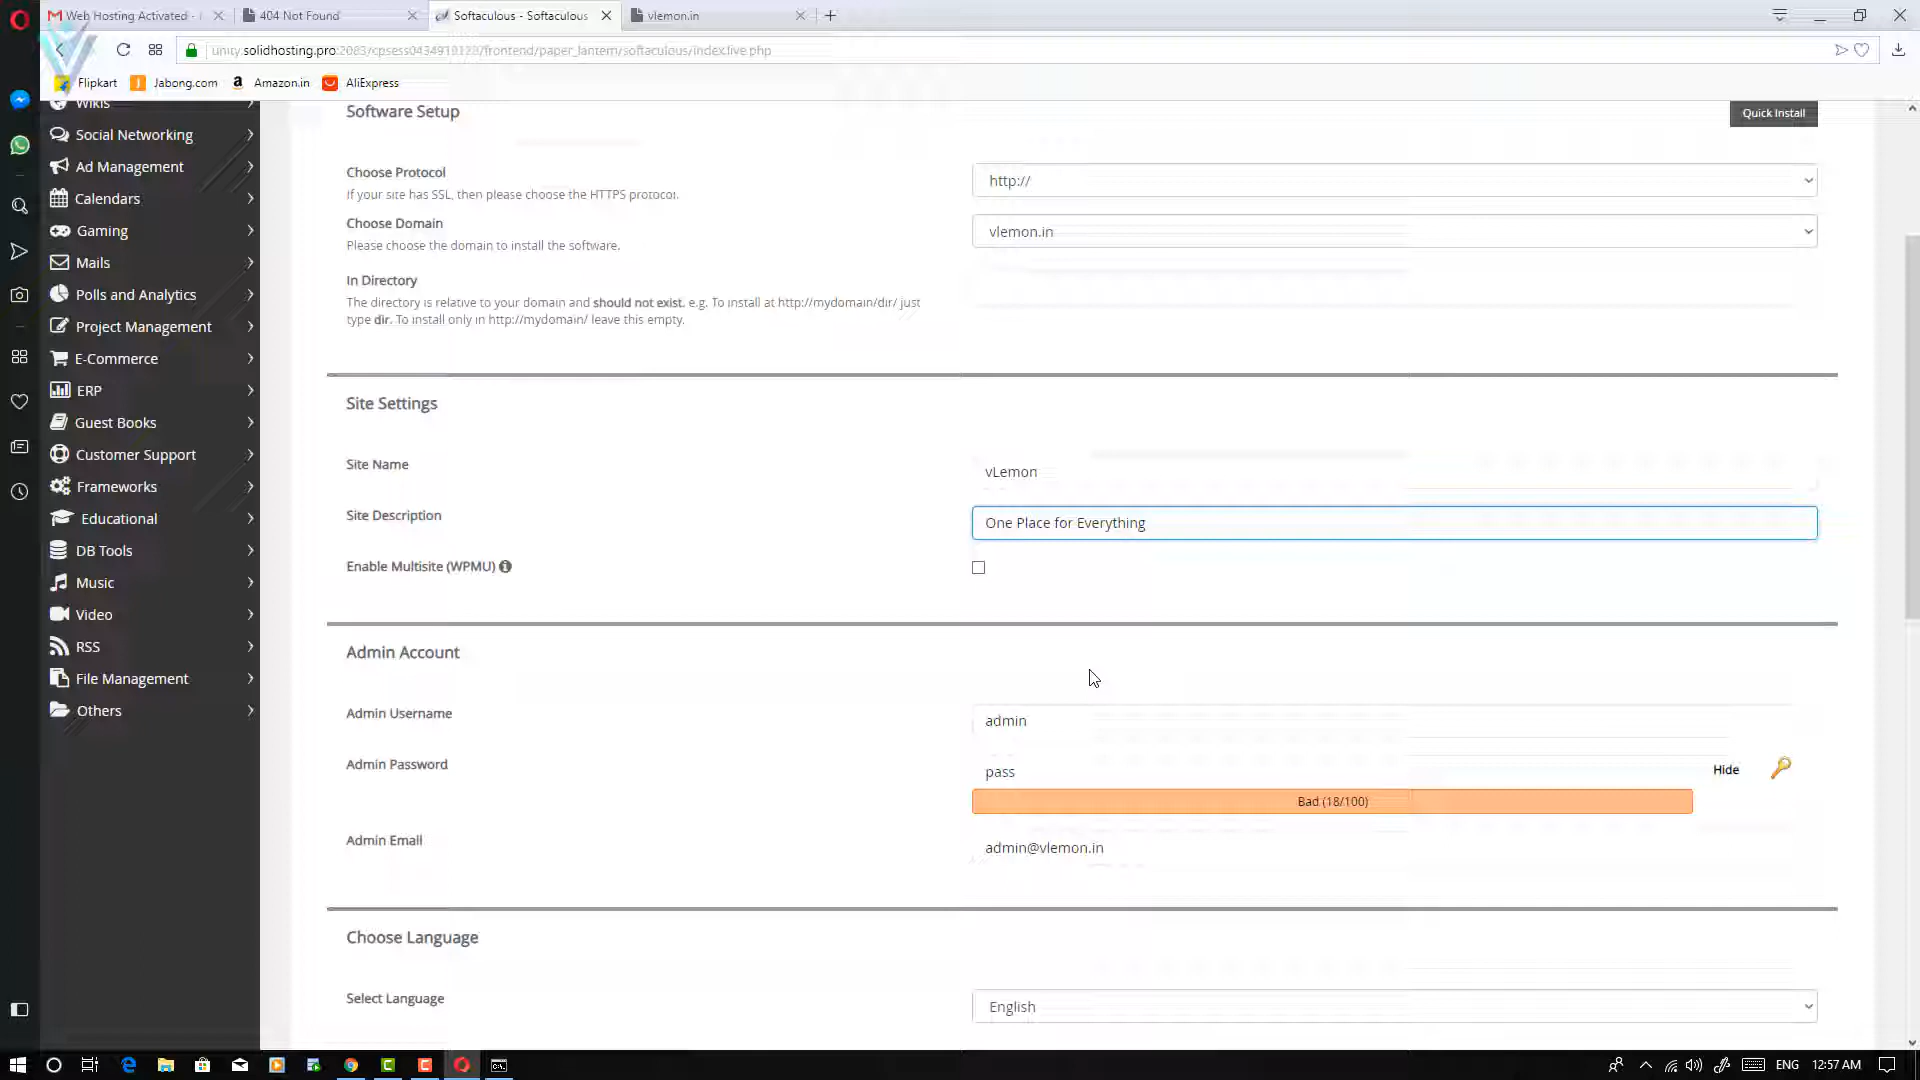 Web Hosting Activated -
404 Not Found
Softaculous - Softaculous
vlemon.in
unity.solidhosting.pro:2083/cpsess0434910123/frontend/paper_lantern/softaculous/index.live.php
Flipkart
Jabong.com
Amazon.in
AliExpress
Wikis
Social Networking
Ad Management
Calendars
Gaming
Mails
Polls and Analytics
Project Management
E-Commerce
ERP
Guest Books
Customer Support
Frameworks
Educational
DB Tools
Music
Video
RSS
File Management
Others
Software Setup
Quick Install
Choose Protocol
If your site has SSL, then please choose the HTTPS protocol.
http://
Choose Domain
Please choose the domain to install the software.
vlemon.in
In Directory
The directory is relative to your domain and should not exist. e.g. To install at http://mydomain/dir/ just
type dir. To install only in http://mydomain/ leave this empty.
Site Settings
Site Name
vLemon
Site Description
One Place for Everything
Enable Multisite (WPMU)
Admin Account
Admin Username
admin
Admin Password
pass
Hide
Bad (18/100)
Admin Email
admin@vlemon.in
Choose Language
Select Language
English
ENG
12:57 AM